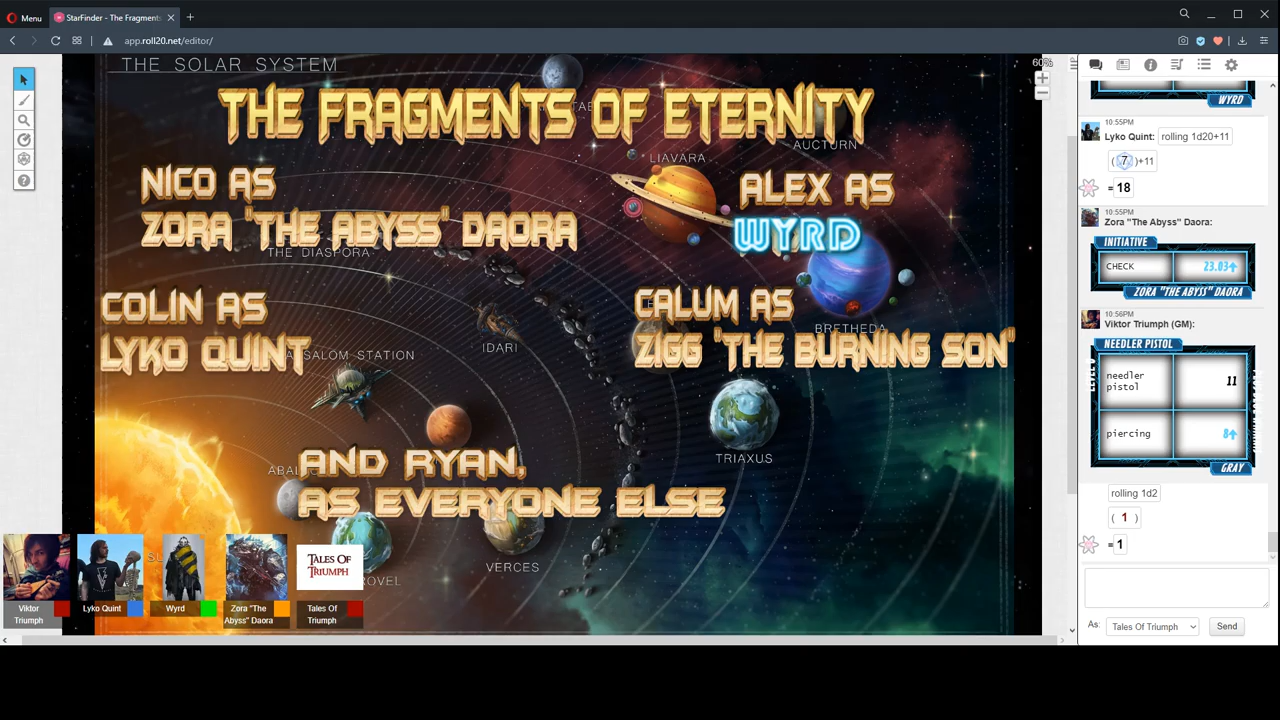 Menu
StarFinder - The Fragments
app.roll20.net/editor/
THE SOLAR SYSTEM
60%
THE FRAGMENTS OF ETERNITY
AUCTURN
LIAVARA
NICO AS
ZORA "THE ABYSS" DAORA
ALEX AS
WYRD
THE DIASPORA
COLIN AS
LYKO QUINT
CALUM AS
ZIGG "THE BURNING SON"
BRETHEDA
IDARI
ABSALOM STATION
TRIAXUS
AND RYAN,
AS EVERYONE ELSE
VERCES
Viktor
Triumph
Lyko Quint
Wyrd
Zora "The
Abyss" Daora
TALES OF
TRIUMPH
Tales Of
Triumph
WYRD
10:55PM
Lyko Quint: rolling 1d20+11
(7)+11
=18
10:55PM
Zora "The Abyss" Daora:
INITIATIVE
CHECK 23.03
ZORA "THE ABYSS" DAORA
10:56PM
Viktor Triumph (GM):
NEEDLER PISTOL
needler
pistol
11
piercing 8
GRAY
rolling 1d2
(1)
=1
As: Tales Of Triumph Send